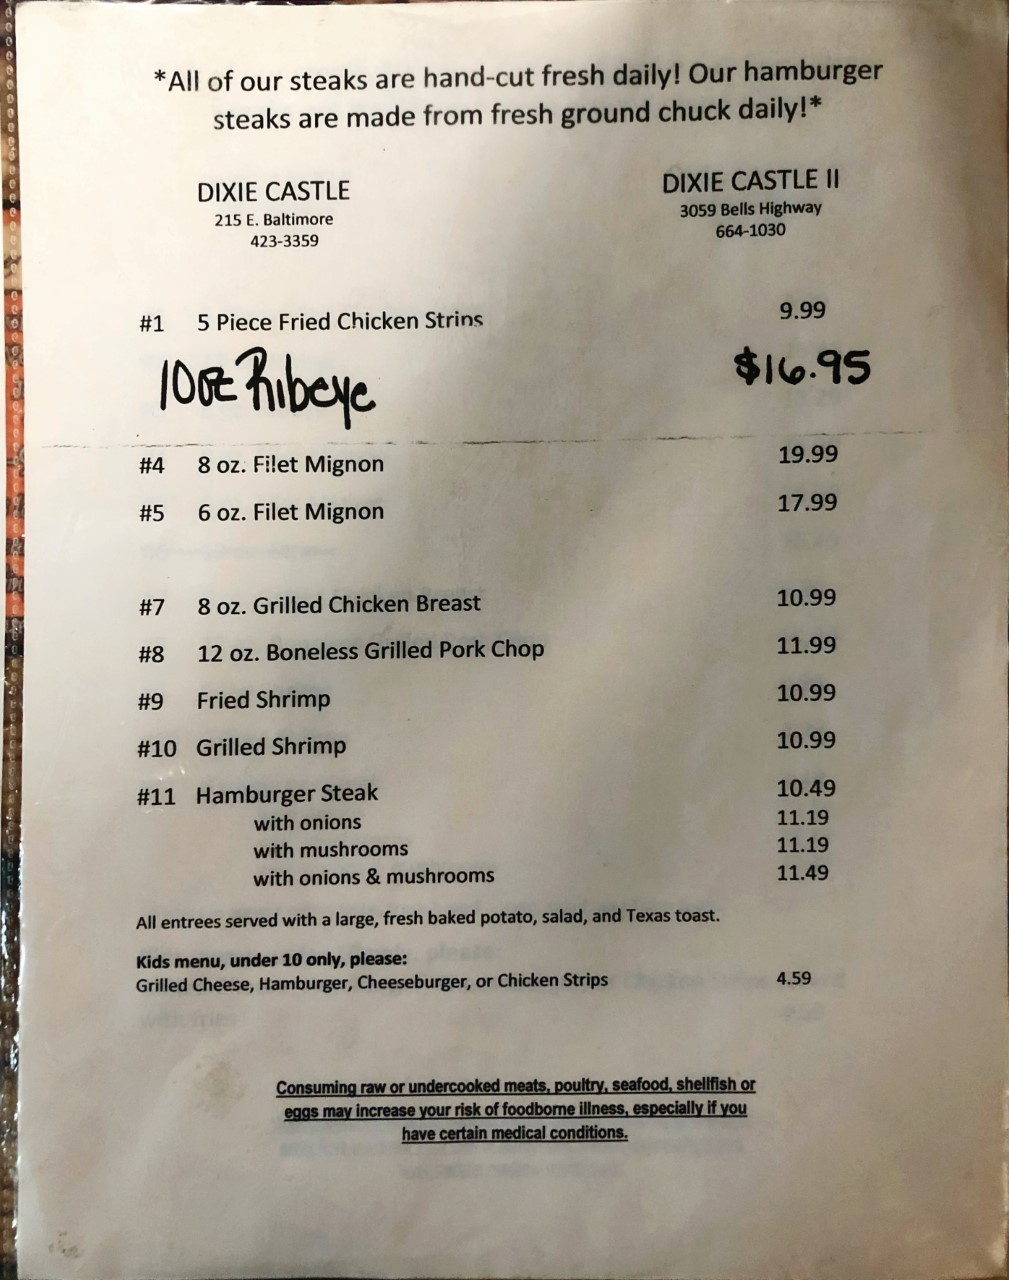 *All of our steaks are hand-cut fresh daily! Our hamburger
steaks are made from fresh ground chuck daily!*
DIXIE CASTLE
215 E. Baltimore
423-3359
DIXIE CASTLE II
3059 Bells Highway
664-1030
#1 5 Piece Fried Chicken Strips 9.99
10oz Ribeye $16.95
#4 8 oz. Filet Mignon 19.99
#5 6 oz. Filet Mignon 17.99
#7 8 oz. Grilled Chicken Breast 10.99
#8 12 oz. Boneless Grilled Pork Chop 11.99
#9 Fried Shrimp 10.99
#10 Grilled Shrimp 10.99
#11 Hamburger Steak 10.49
with onions 11.19
with mushrooms 11.19
with onions & mushrooms 11.49
All entrees served with a large, fresh baked potato, salad, and Texas toast.
Kids menu, under 10 only, please:
Grilled Cheese, Hamburger, Cheeseburger, or Chicken Strips 4.59
Consuming raw or undercooked meats, poultry, seafood, shellfish or
eggs may increase your risk of foodborne illness, especially if you
have certain medical conditions.